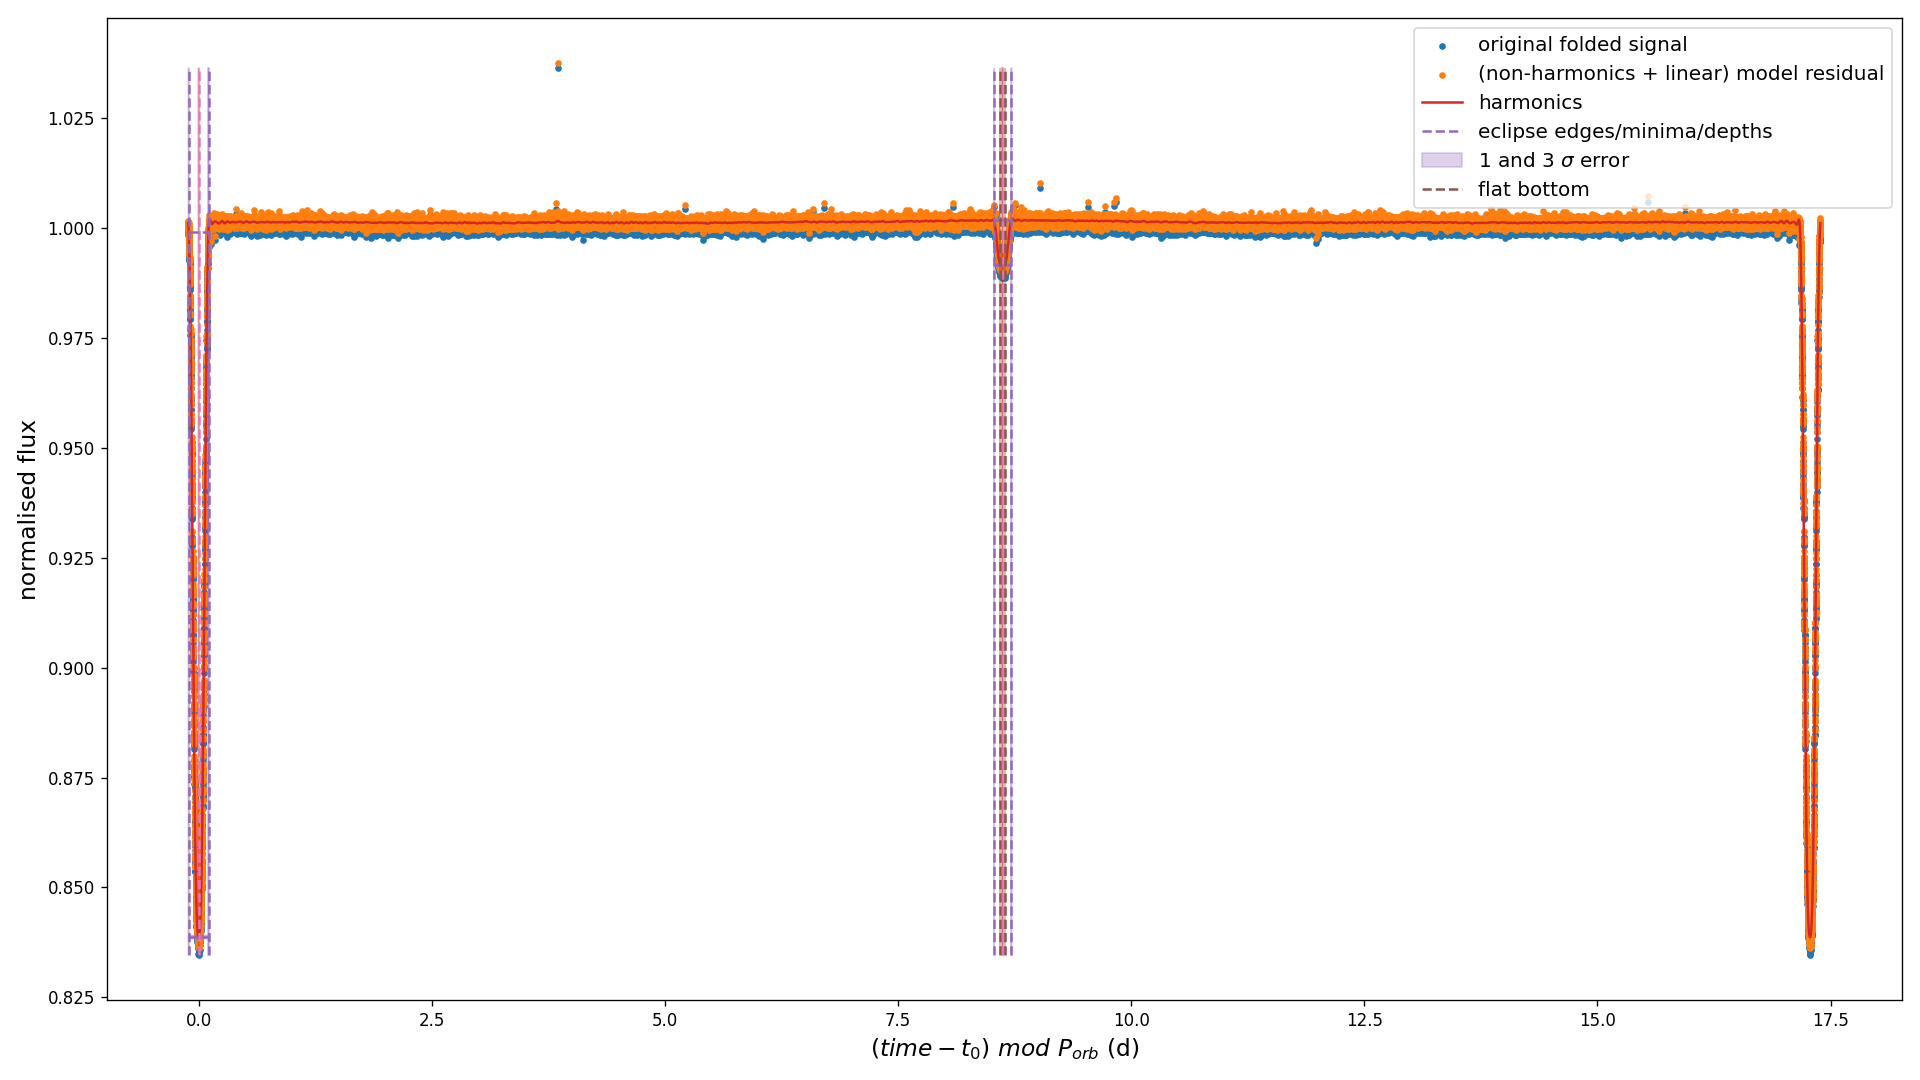 original folded signal
(non-harmonics + linear) model residual
harmonics
eclipse edges/minima/depths
1 and 3 σ error
flat bottom
normalised flux
1.025
1.000
0.975
0.950
0.925
0.900
0.875
0.850
0.825
0.0 2.5 5.0 7.5 10.0 12.5 15.0 17.5
(time − t₀) mod Pₒᵣb (d)